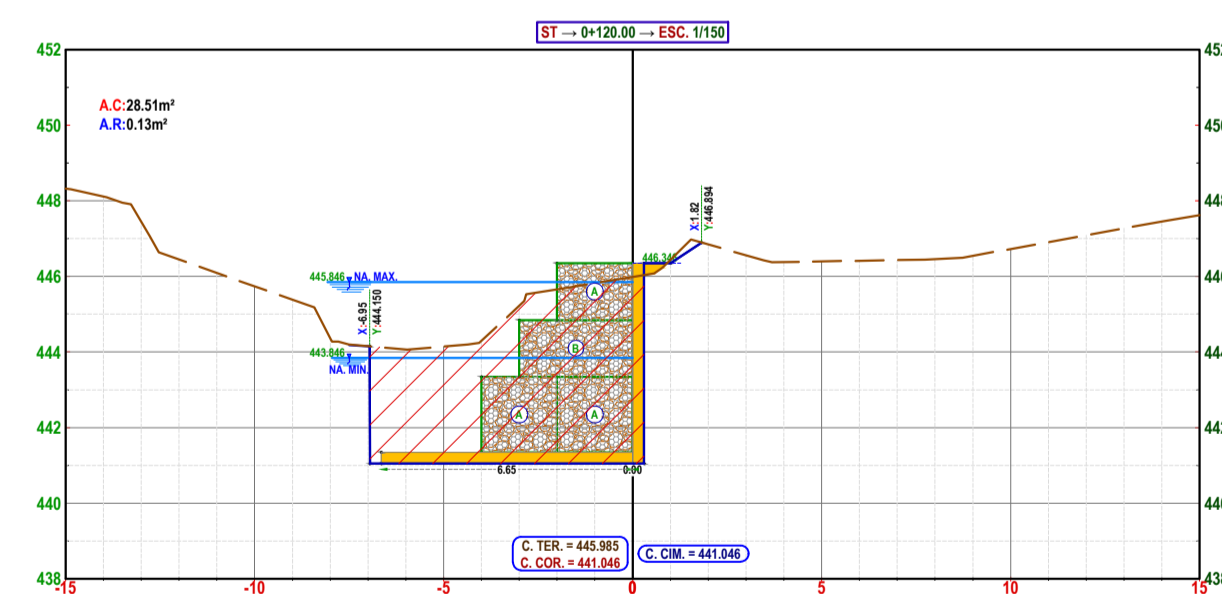 ST → 0+120.00 → ESC. 1/150
452
A.C:28.51m²
A.R:0.13m²
450
448
448
X:1.82
Y:446.894
446
446
445.846
NA. MAX.
X:-6.95
Y:444.150
A
444
443.846
NA. MIN.
B
442
A
A
6.65
0.00
440
C. TER. = 445.985
C. COR. = 441.046
C. CIM. = 441.046
438
-15
-10
-5
0
5
10
15